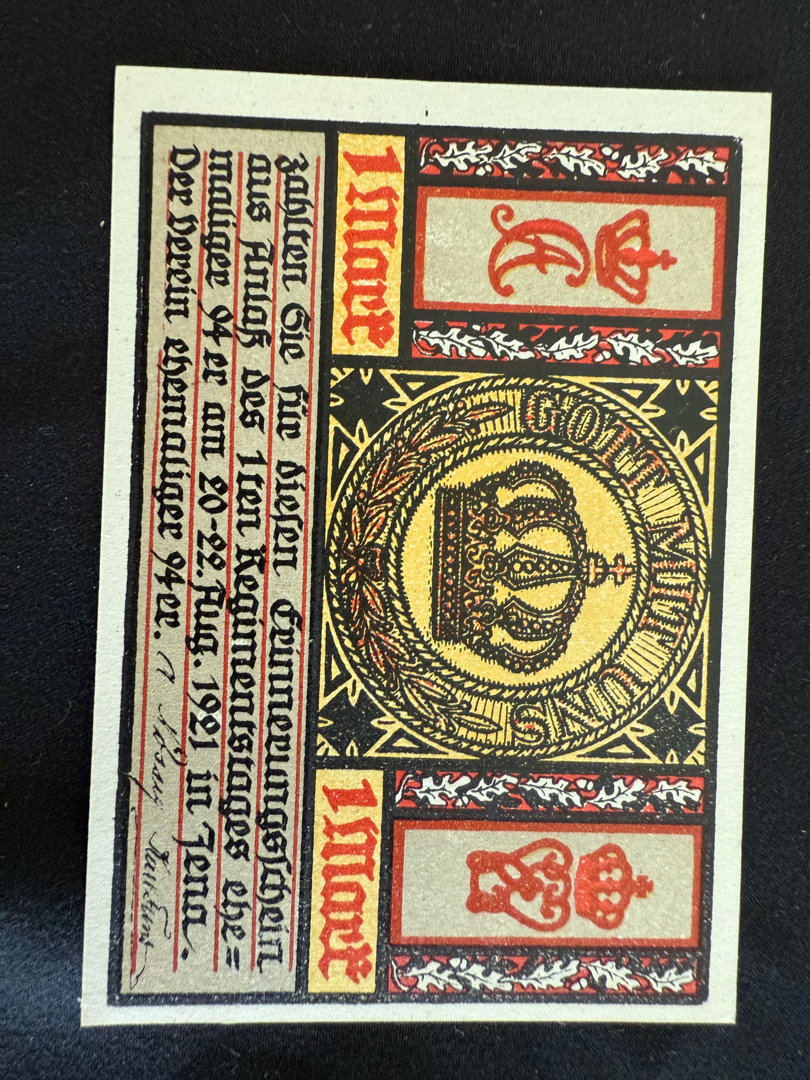 1 Mark
GOTT MIT UNS
1 Mark
Zahlten Sie für diesen Erinnerungsschein
aus Anlaß des 1ten Regimentstages ehe=
maliger 94er am 20-22. Aug. 1921 in Jena.
Der Verein ehemaliger 94er.